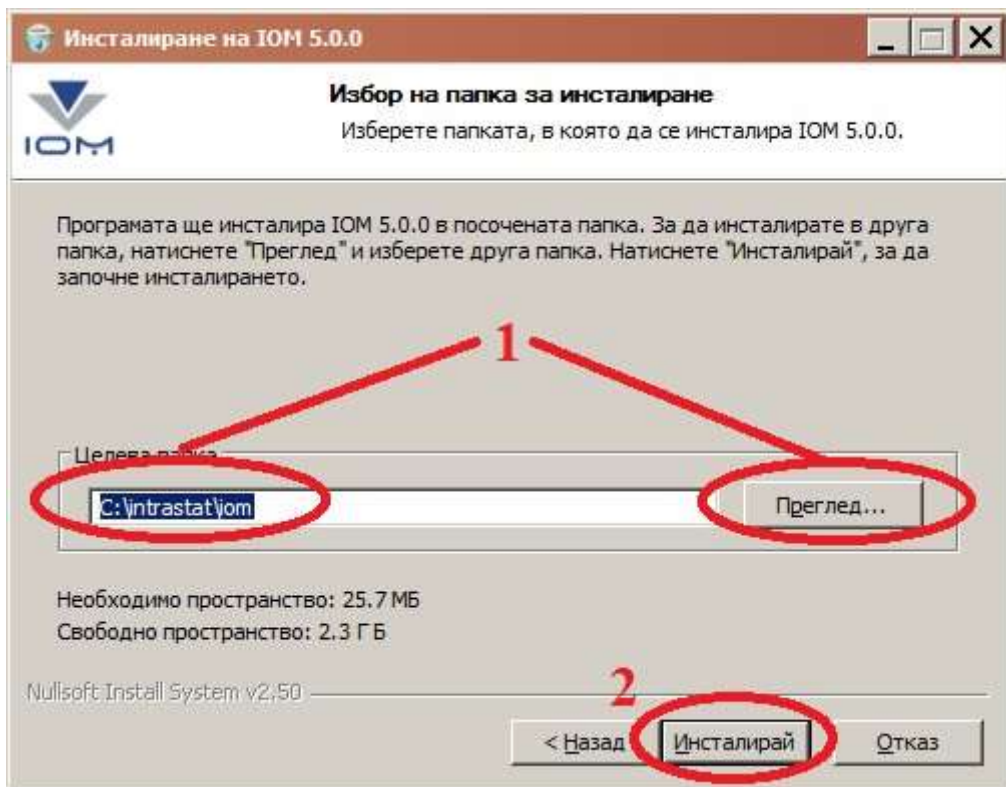 Инсталиране на IOM 5.0.0
IOM
Избор на папка за инсталиране
Изберете папката, в която да се инсталира IOM 5.0.0.
Програмата ще инсталира IOM 5.0.0 в посочената папка. За да инсталирате в друга
папка, натиснете "Преглед" и изберете друга папка. Натиснете "Инсталирай", за да
започне инсталирането.
1
Целева папка
C:\intrastat\iom
Преглед...
Необходимо пространство: 25.7 МБ
Свободно пространство: 2.3 ГБ
Nullsoft Install System v2.50
2
< Назад
Инсталирай
Отказ